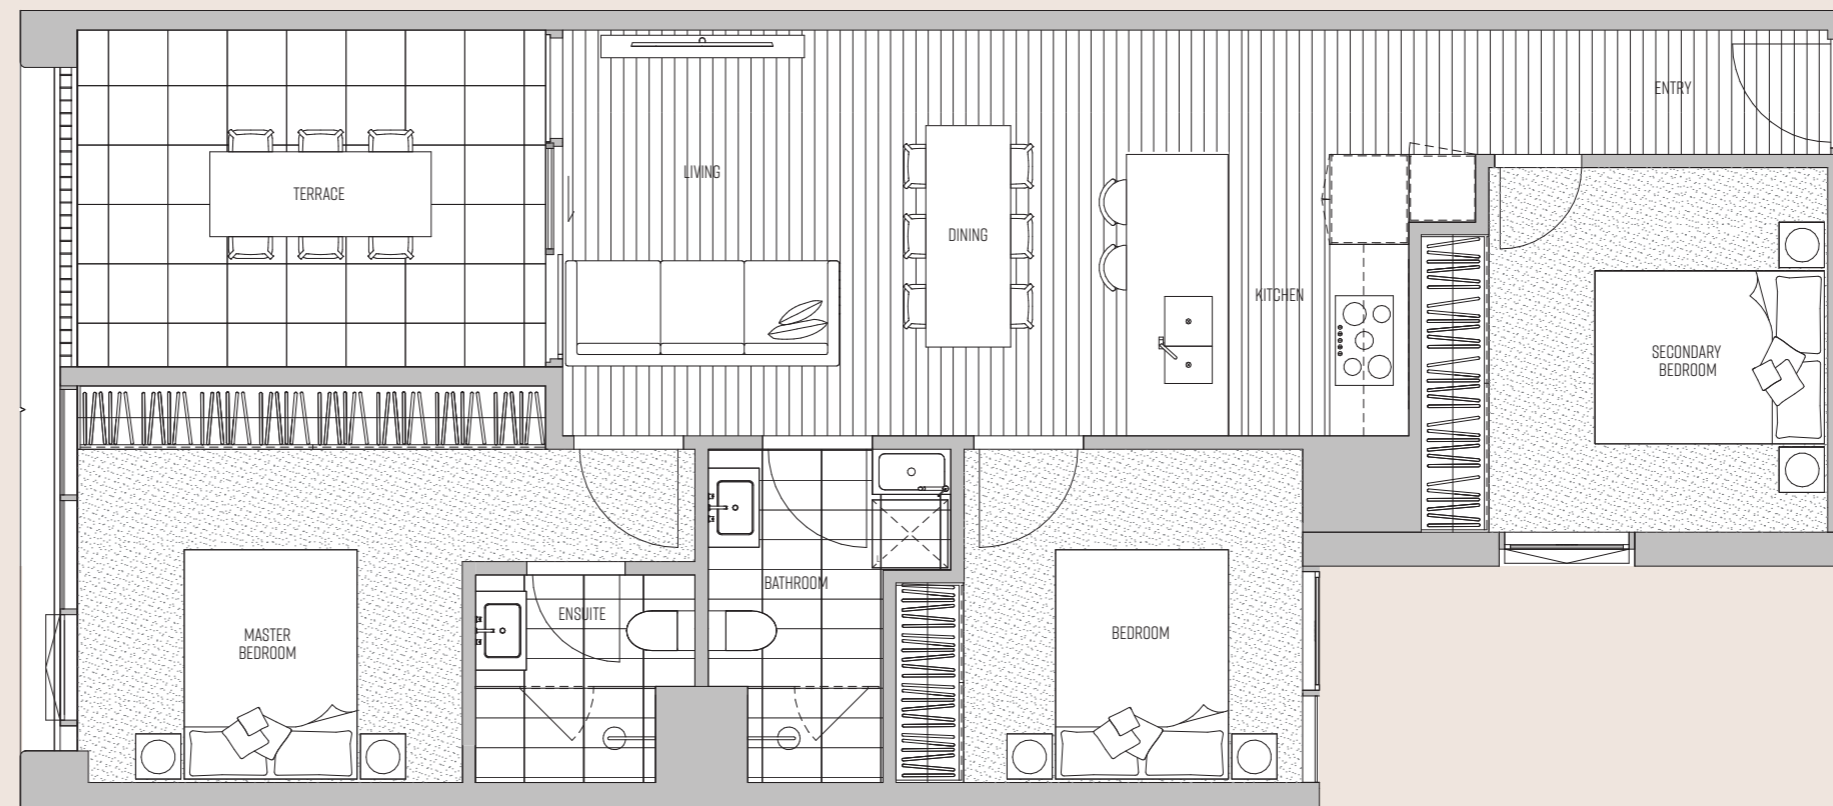 ENTRY
LIVING
TERRACE
DINING
KITCHEN
SECONDARY
BEDROOM
BATHROOM
ENSUITE
MASTER
BEDROOM
BEDROOM